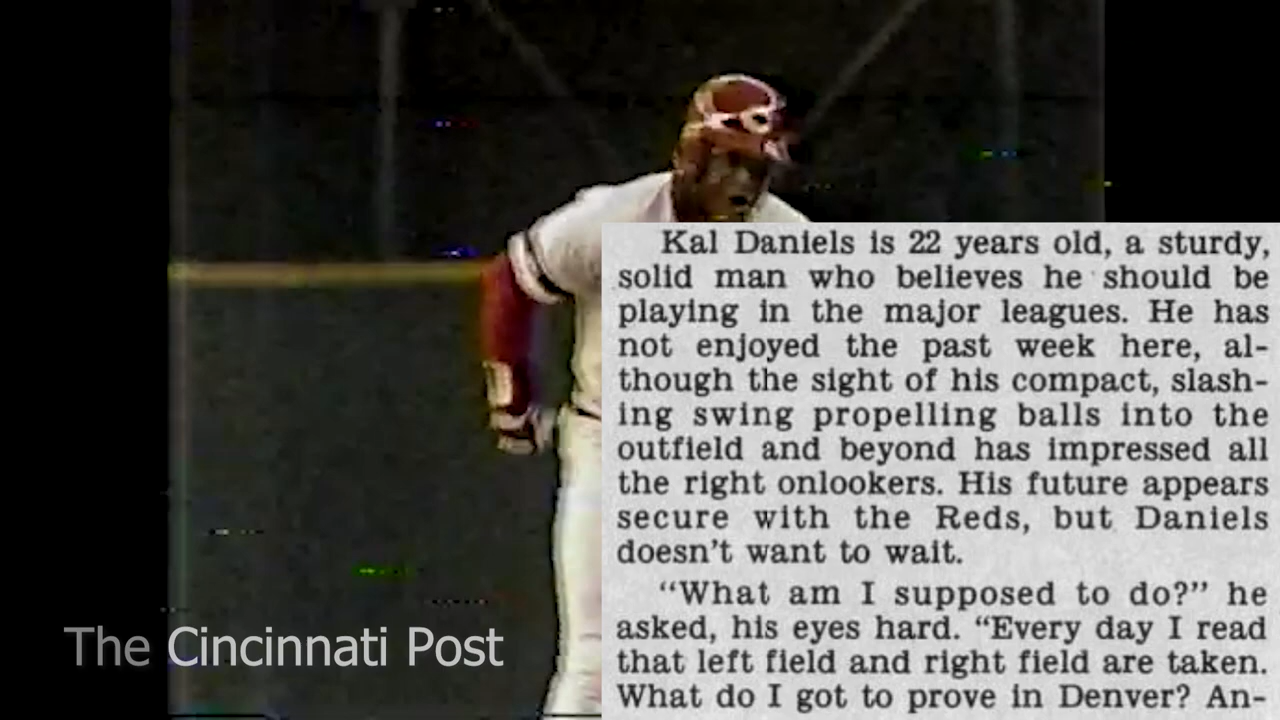 Kal Daniels is 22 years old, a sturdy,
solid man who believes he should be
playing in the major leagues. He has
not enjoyed the past week here, al-
though the sight of his compact, slash-
ing swing propelling balls into the
outfield and beyond has impressed all
the right onlookers. His future appears
secure with the Reds, but Daniels
doesn't want to wait.
“What am I supposed to do?” he
asked, his eyes hard. “Every day I read
that left field and right field are taken.
What do I got to prove in Denver? An-
The Cincinnati Post